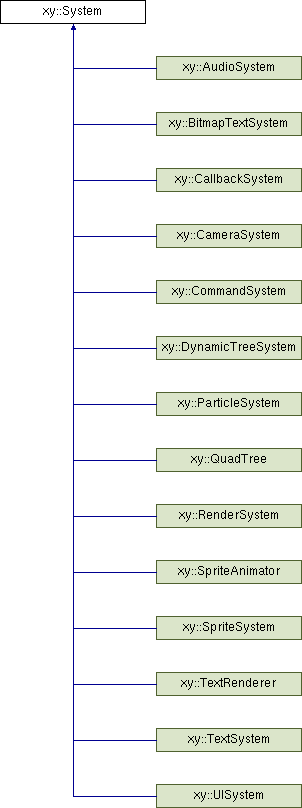 xy::System
xy::AudioSystem
xy::BitmapTextSystem
xy::CallbackSystem
xy::CameraSystem
xy::CommandSystem
xy::DynamicTreeSystem
xy::ParticleSystem
xy::QuadTree
xy::RenderSystem
xy::SpriteAnimator
xy::SpriteSystem
xy::TextRenderer
xy::TextSystem
xy::UISystem